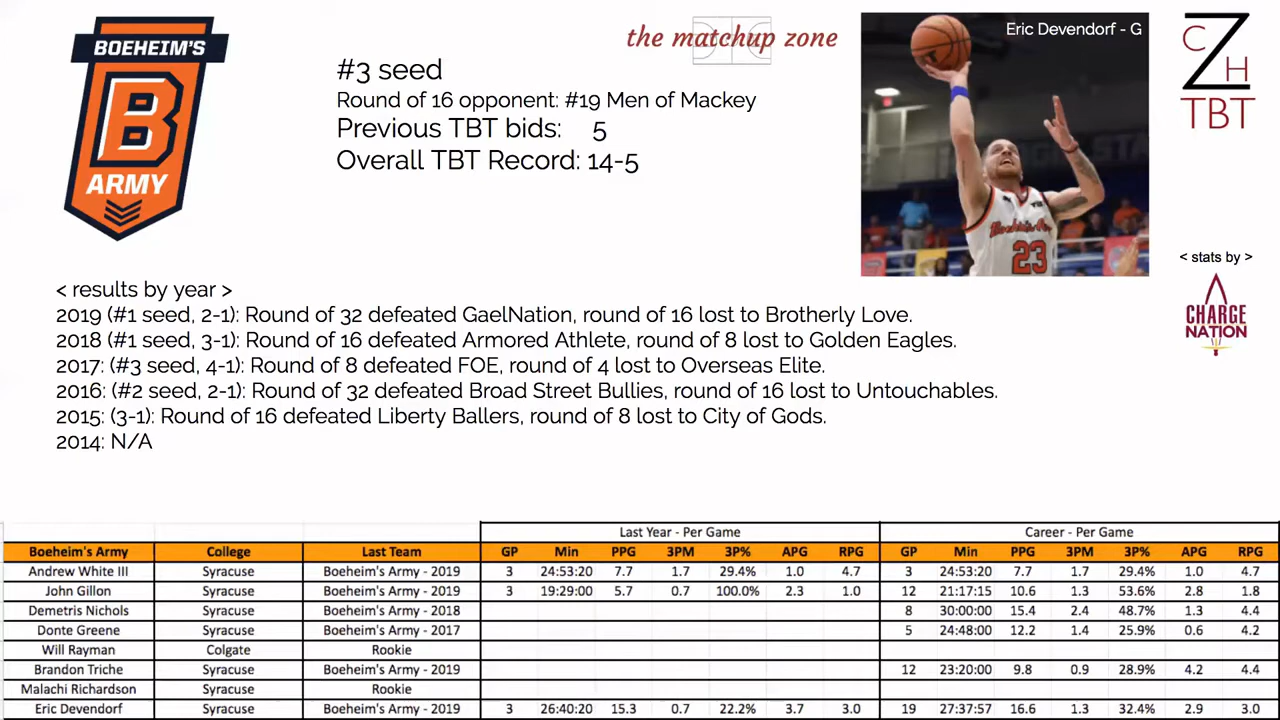 BOEHEIM'S
B
ARMY
the matchup zone
#3 seed
Round of 16 opponent: #19 Men of Mackey
Previous TBT bids: 5
Overall TBT Record: 14-5
Eric Devendorf - G
23
C Z H
TBT
< stats by >
CHARGE
NATION
< results by year >
2019 (#1 seed, 2-1): Round of 32 defeated GaelNation, round of 16 lost to Brotherly Love.
2018 (#1 seed, 3-1): Round of 16 defeated Armored Athlete, round of 8 lost to Golden Eagles.
2017: (#3 seed, 4-1): Round of 8 defeated FOE, round of 4 lost to Overseas Elite.
2016: (#2 seed, 2-1): Round of 32 defeated Broad Street Bullies, round of 16 lost to Untouchables.
2015: (3-1): Round of 16 defeated Liberty Ballers, round of 8 lost to City of Gods.
2014: N/A
Last Year - Per Game Career - Per Game
Boeheim's Army College Last Team GP Min PPG 3PM 3P% APG RPG GP Min PPG 3PM 3P% APG RPG
Andrew White III Syracuse Boeheim's Army - 2019 3 24:53:20 7.7 1.7 29.4% 1.0 4.7 3 24:53:20 7.7 1.7 29.4% 1.0 4.7
John Gillon Syracuse Boeheim's Army - 2019 3 19:29:00 5.7 0.7 100.0% 2.3 1.0 12 21:17:15 10.6 1.3 53.6% 2.8 1.8
Demetris Nichols Syracuse Boeheim's Army - 2018 8 30:00:00 15.4 2.4 48.7% 1.3 4.4
Donte Greene Syracuse Boeheim's Army - 2017 5 24:48:00 12.2 1.4 25.9% 0.6 4.2
Will Rayman Colgate Rookie
Brandon Triche Syracuse Boeheim's Army - 2019 12 23:20:00 9.8 0.9 28.9% 4.2 4.4
Malachi Richardson Syracuse Rookie
Eric Devendorf Syracuse Boeheim's Army - 2019 3 26:40:20 15.3 0.7 22.2% 3.7 3.0 19 27:37:57 16.6 1.3 32.4% 2.9 3.0